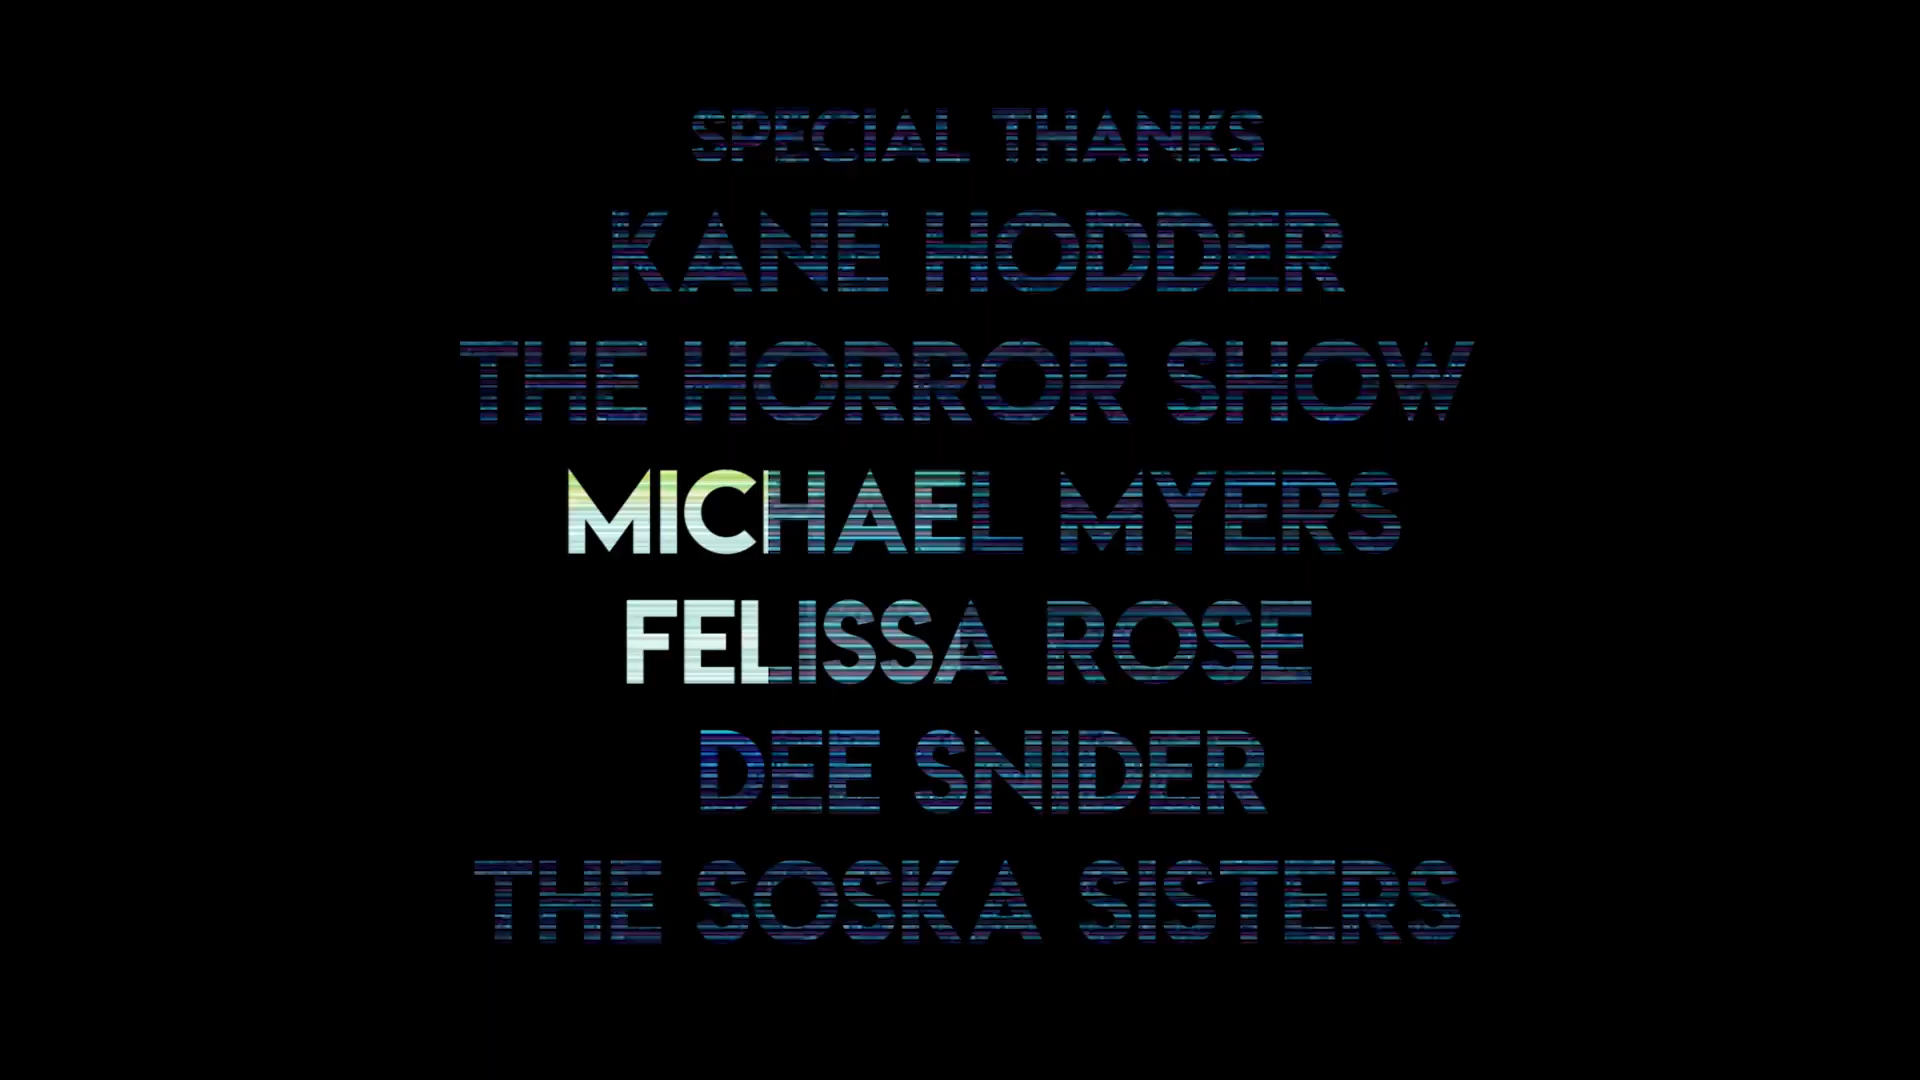 SPECIAL THANKS
KANE HODDER
THE HORROR SHOW
MICHAEL MYERS
FELISSA ROSE
DEE SNIDER
THE SOSKA SISTERS